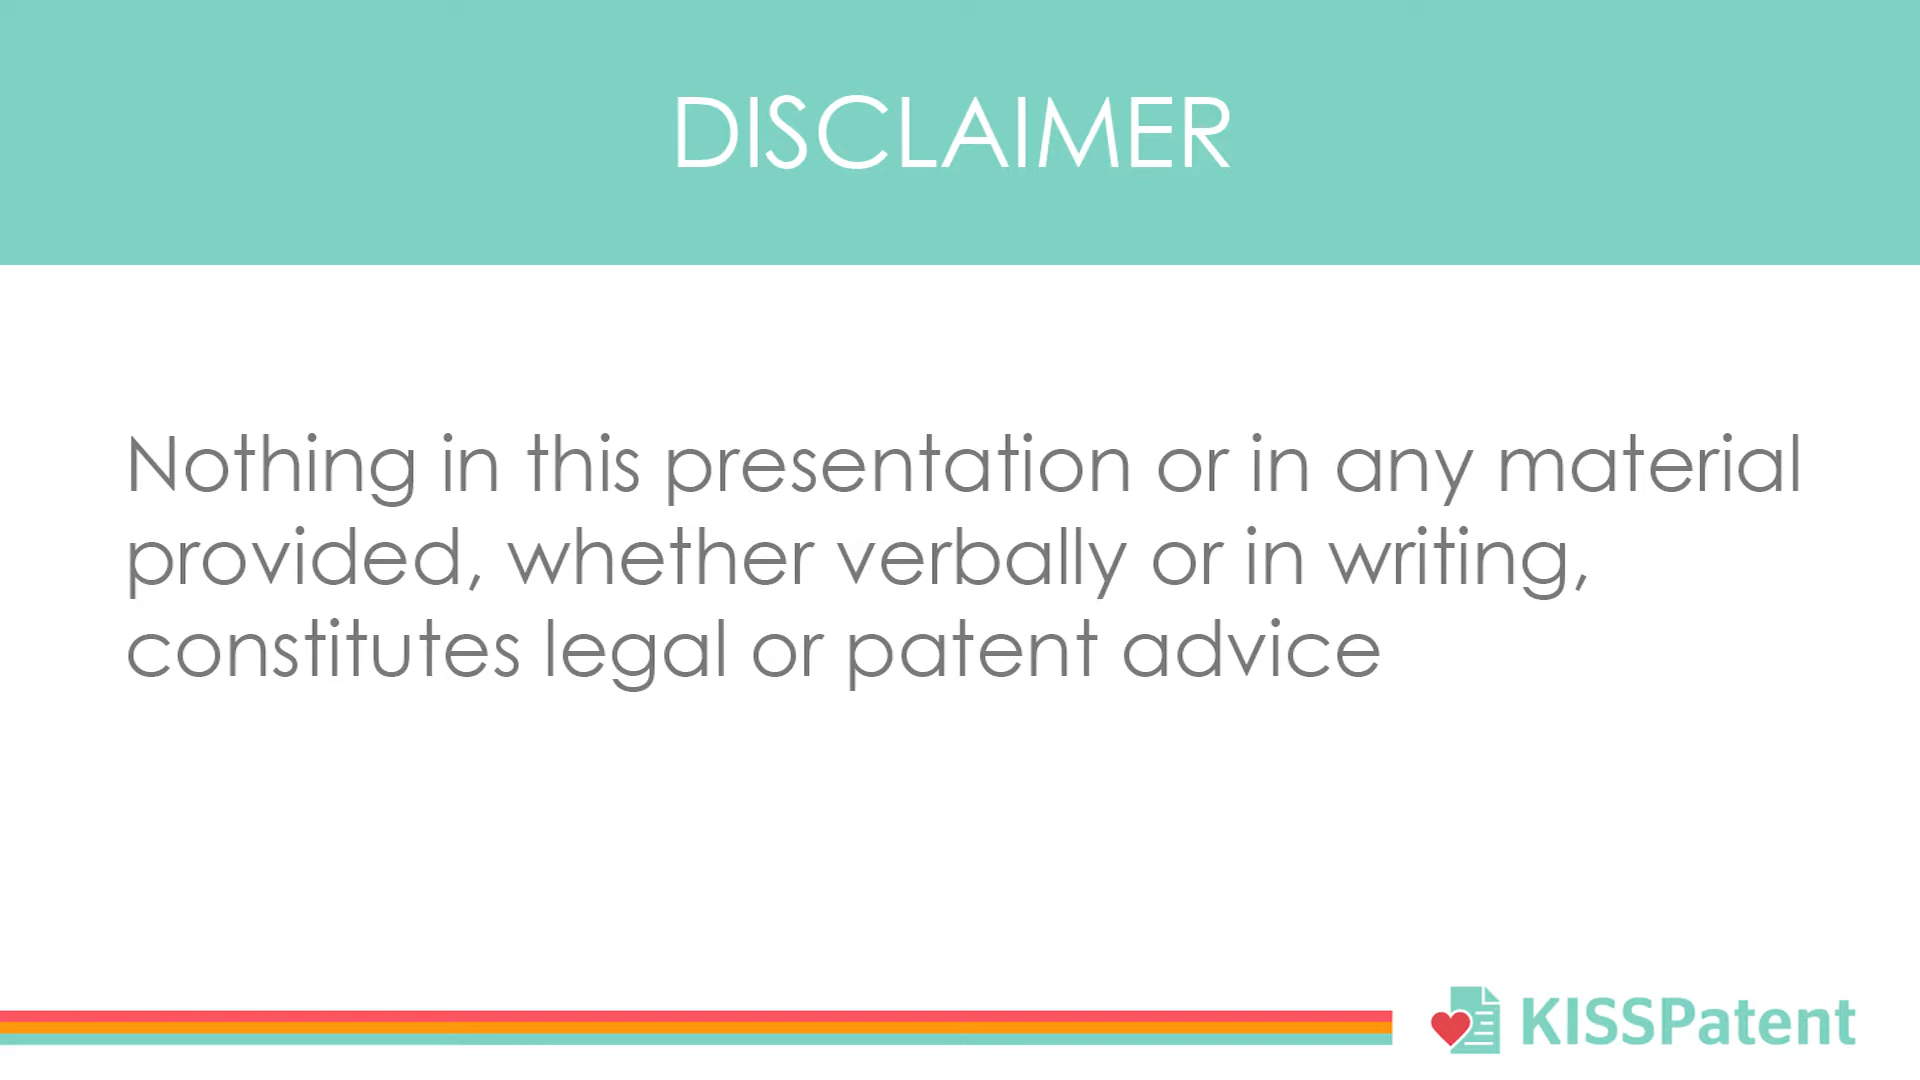 DISCLAIMER
Nothing in this presentation or in any material
provided, whether verbally or in writing,
constitutes legal or patent advice
KISSPatent